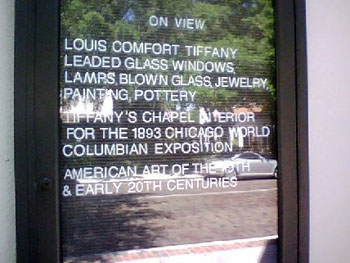 ON VIEW
LOUIS COMFORT TIFFANY
LEADED GLASS WINDOWS,
LAMPS, BLOWN GLASS, JEWELRY,
PAINTING, POTTERY
TIFFANY'S CHAPEL INTERIOR
FOR THE 1893 CHICAGO WORLD
COLUMBIAN EXPOSITION
AMERICAN ART OF THE 19TH
& EARLY 20TH CENTURIES